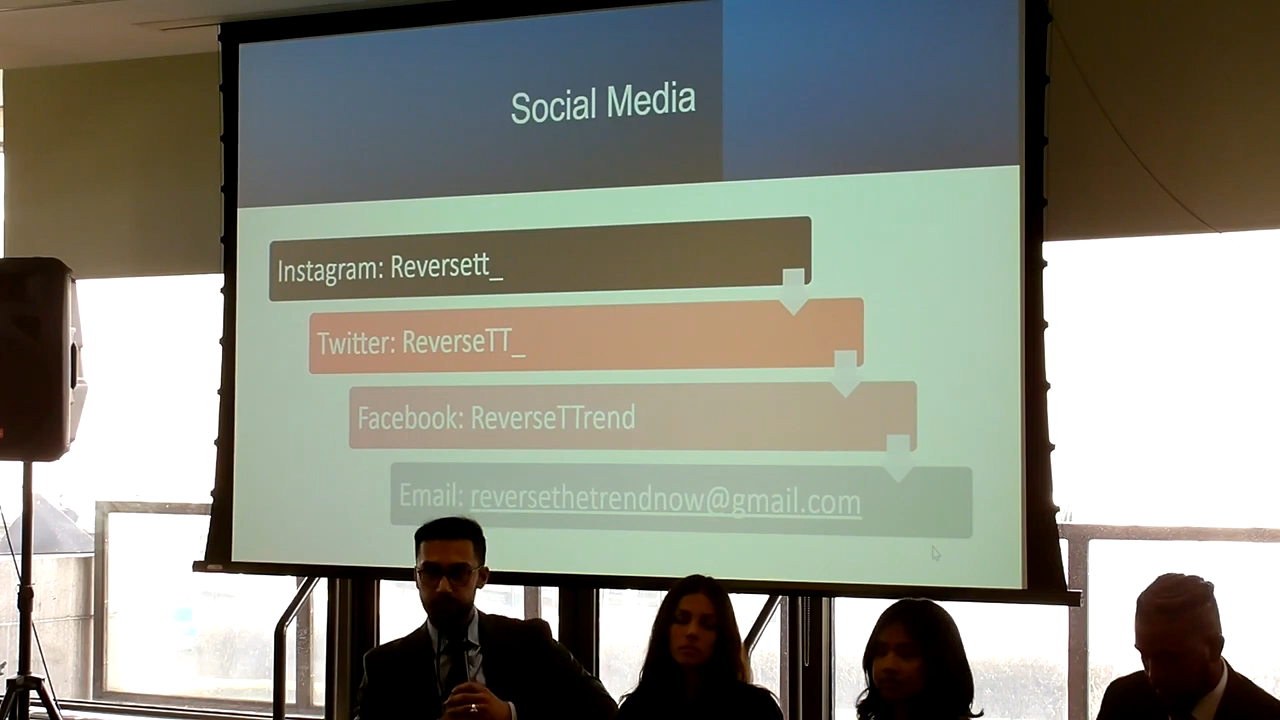 Social Media
Instagram: Reversett_
Twitter: ReverseTT_
Facebook: ReverseTTrend
Email: reversethetrendnow@gmail.com